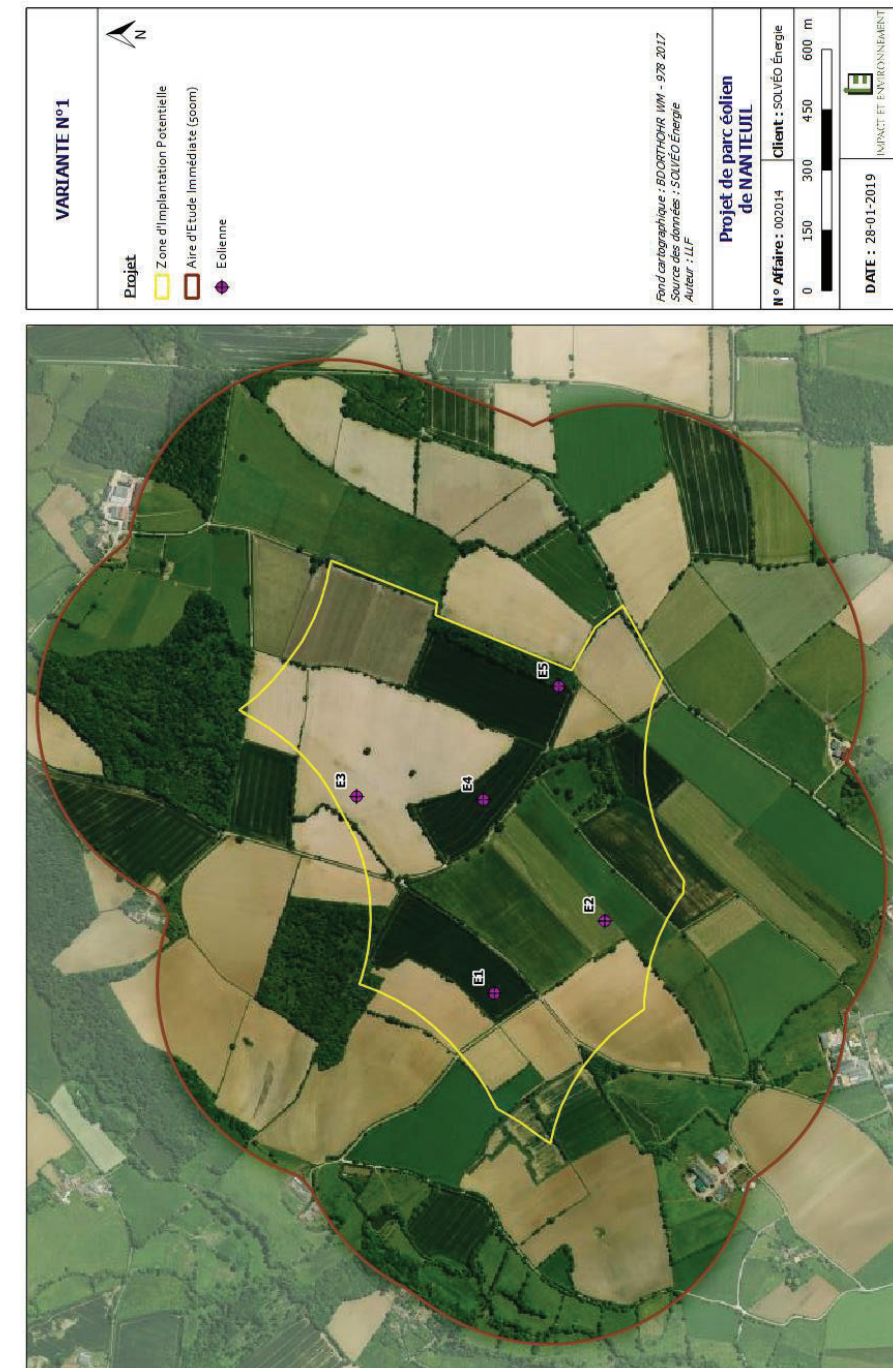 VARIANTE N°1
N
Projet
Zone d'Implantation Potentielle
Aire d'Etude Immédiate (500m)
Eolienne
Fond cartographique : BDORTHOHR WM - 978 2017
Source des données : SOLVÉO Énergie
Auteur : LLF
Projet de parc éolien
de NANTEUIL
N° Affaire : 002014
Client : SOLVÉO Énergie
0 150 300 450 600 m
DATE : 28-01-2019
IE
IMPACT ET ENVIRONNEMENT
E1
E2
E3
E4
E5